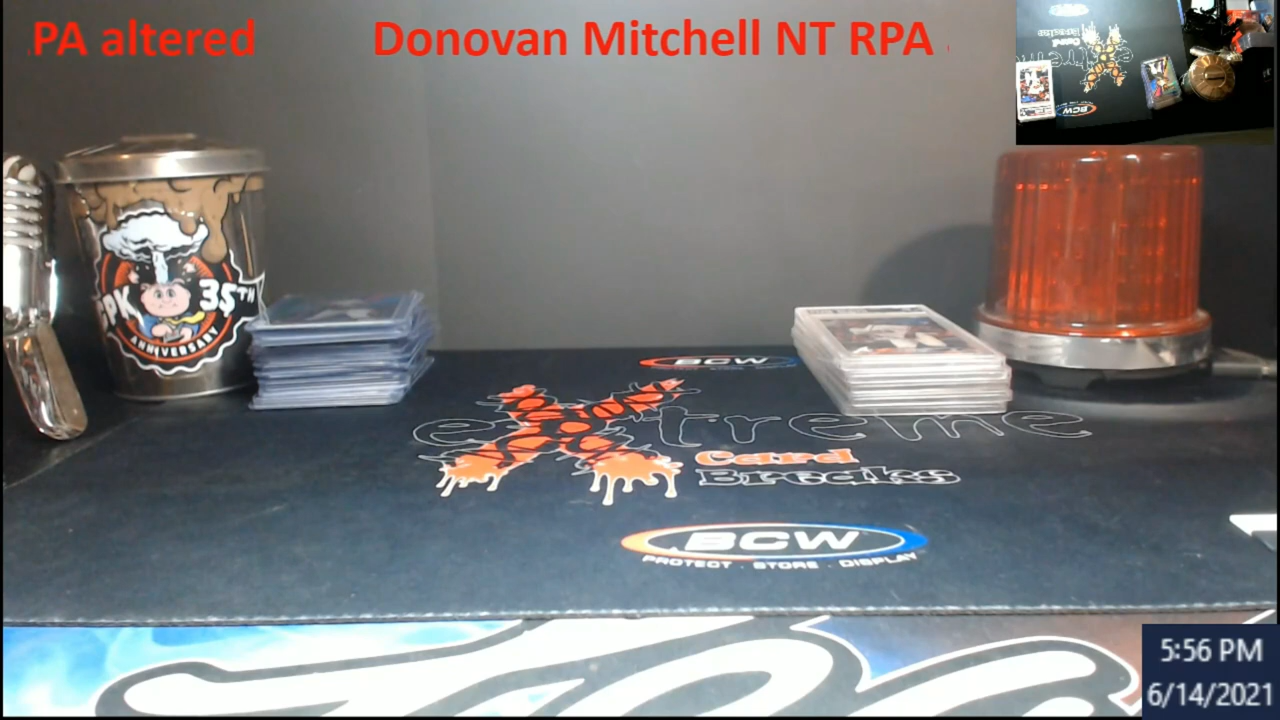 PA altered Donovan Mitchell NT RPA
GPK 35TH
ANNIVERSARY
BCW
extreme
Card
Breaks
BCW
PROTECT · STORE · DISPLAY
5:56 PM
6/14/2021